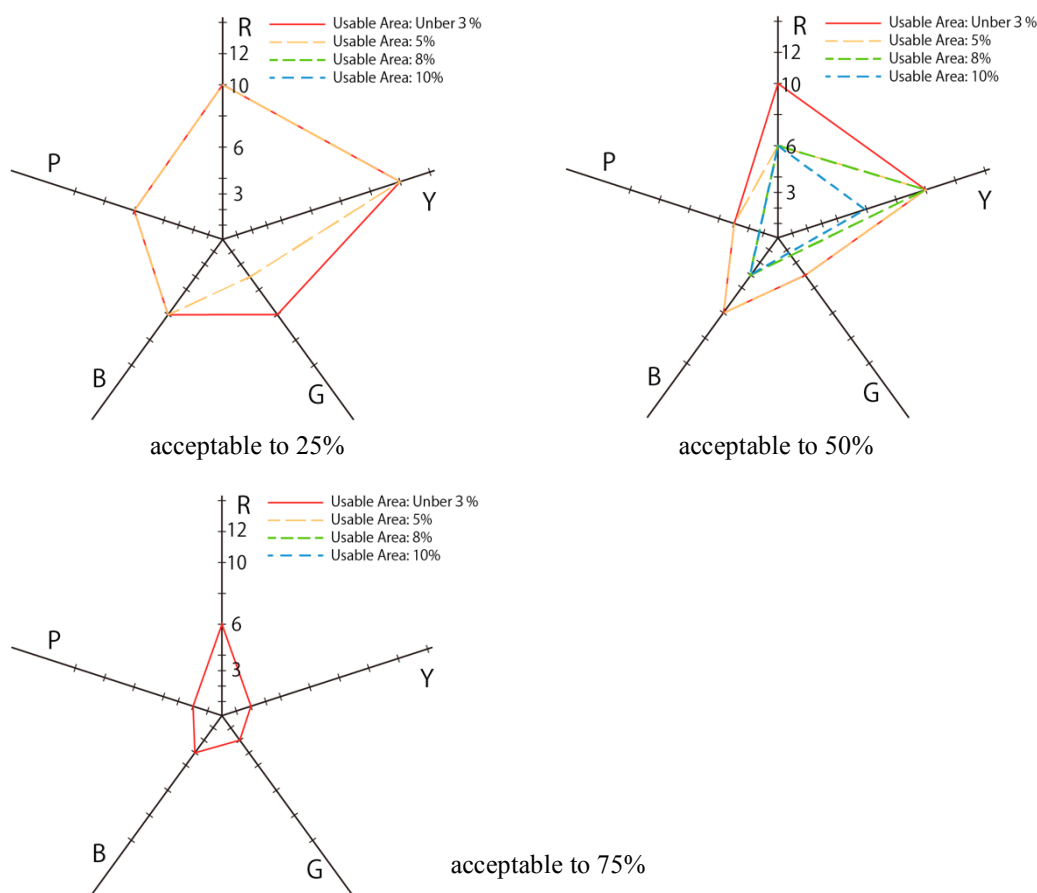 R
Usable Area: Unber 3 %
Usable Area: 5%
Usable Area: 8%
Usable Area: 10%
12
10
6
3
P
Y
B
G
acceptable to 25%
R
Usable Area: Unber 3 %
Usable Area: 5%
Usable Area: 8%
Usable Area: 10%
12
10
6
3
P
Y
B
G
acceptable to 50%
R
Usable Area: Unber 3 %
Usable Area: 5%
Usable Area: 8%
Usable Area: 10%
12
10
6
3
P
Y
B
G
acceptable to 75%